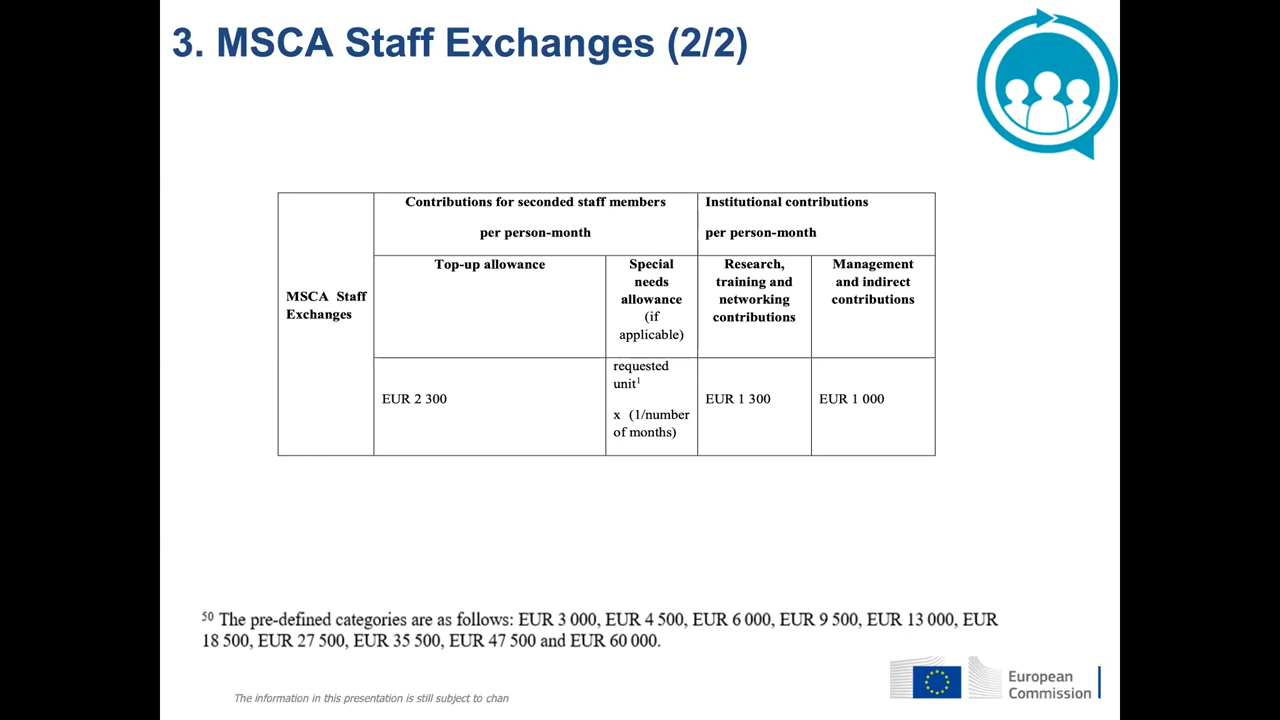 3. MSCA Staff Exchanges (2/2)
MSCA Staff
Exchanges
Contributions for seconded staff members
per person-month
Institutional contributions
per person-month
Top-up allowance
Special
needs
allowance
(if
applicable)
Research,
training and
networking
contributions
Management
and indirect
contributions
EUR 2 300
requested
unit¹
x (1/number
of months)
EUR 1 300
EUR 1 000
50 The pre-defined categories are as follows: EUR 3 000, EUR 4 500, EUR 6 000, EUR 9 500, EUR 13 000, EUR
18 500, EUR 27 500, EUR 35 500, EUR 47 500 and EUR 60 000.
The information in this presentation is still subject to chan
European
Commission